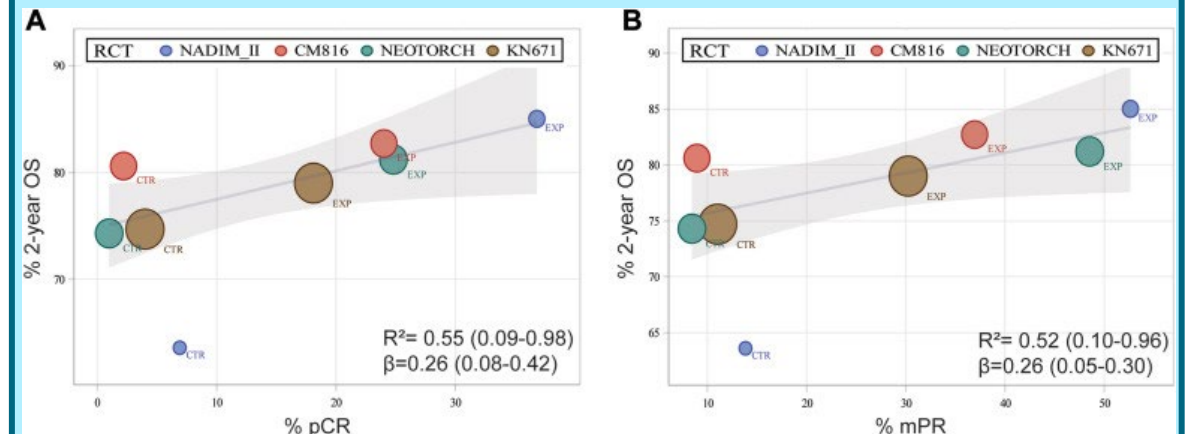 A
RCT NADIM_II CM816 NEOTORCH KN671
90
80
70
% 2-year OS
CTR
CTR
CTR
CTR
EXP
EXP
EXP
EXP
R²= 0.55 (0.09-0.98)
β=0.26 (0.08-0.42)
0 10 20 30
% pCR
B
RCT NADIM_II CM816 NEOTORCH KN671
90
85
80
75
70
65
% 2-year OS
CTR
CTR
CTR
CTR
EXP
EXP
EXP
EXP
R²= 0.52 (0.10-0.96)
β=0.26 (0.05-0.30)
10 20 30 40 50
% mPR